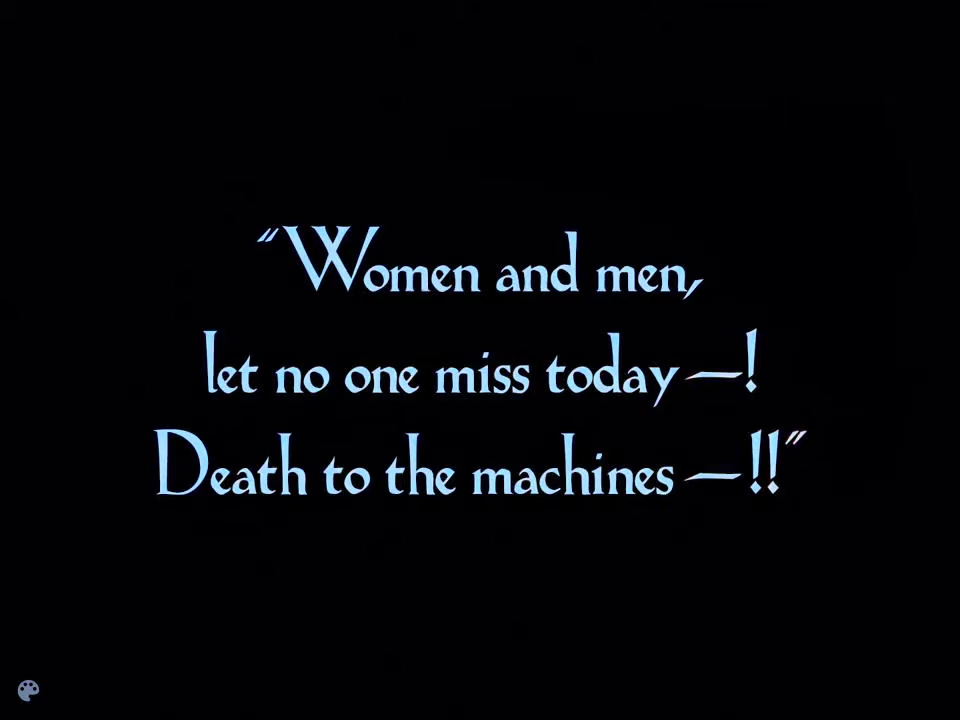 “Women and men,
let no one miss today—!
Death to the machines—!!”